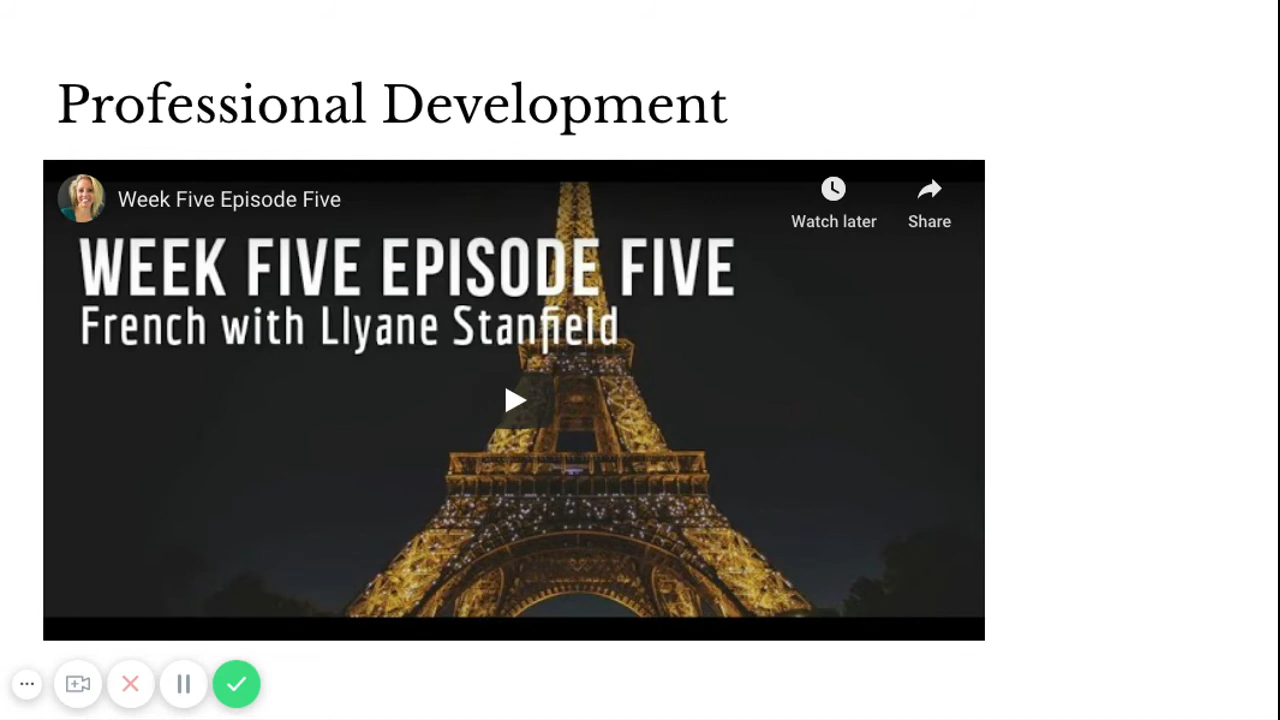 Professional Development
Week Five Episode Five
Watch later
Share
WEEK FIVE EPISODE FIVE
French with Llyane Stanfield